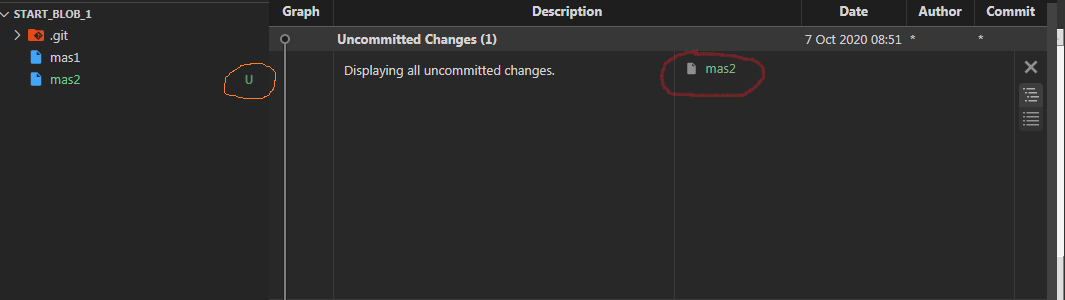 START_BLOB_1
.git
mas1
mas2 U
Graph Description Date Author Commit
Uncommitted Changes (1) 7 Oct 2020 08:51 * *
Displaying all uncommitted changes. mas2